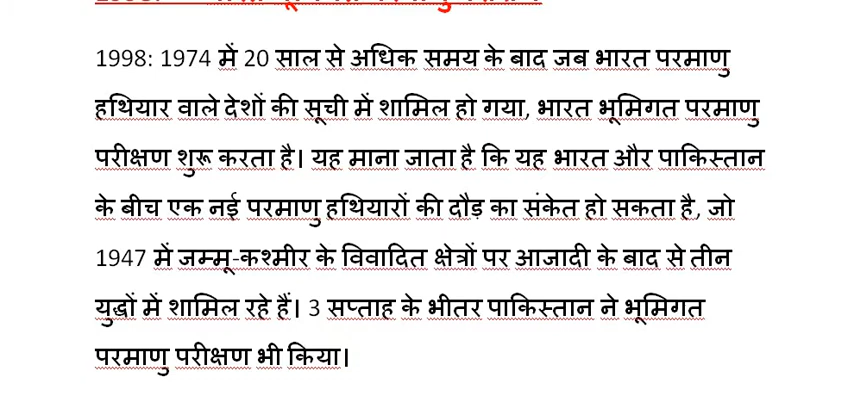 1998: 1974 में 20 साल से अधिक समय के बाद जब भारत परमाणु
हथियार वाले देशों की सूची में शामिल हो गया, भारत भूमिगत परमाणु
परीक्षण शुरू करता है। यह माना जाता है कि यह भारत और पाकिस्तान
के बीच एक नई परमाणु हथियारों की दौड़ का संकेत हो सकता है, जो
1947 में जम्मू-कश्मीर के विवादित क्षेत्रों पर आजादी के बाद से तीन
युद्धों में शामिल रहे हैं। 3 सप्ताह के भीतर पाकिस्तान ने भूमिगत
परमाणु परीक्षण भी किया।